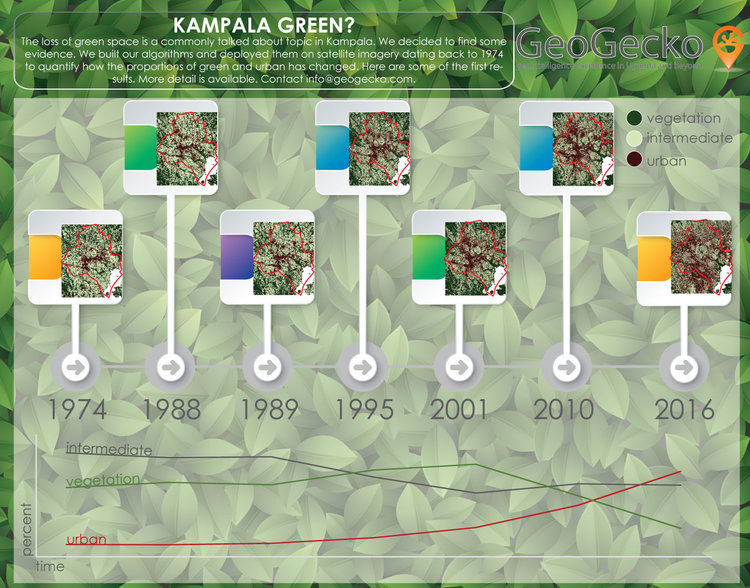 KAMPALA GREEN?
The loss of green space is a commonly talked about topic in Kampala. We decided to find some
evidence. We built our algorithms and deployed them on satellite imagery dating back to 1974
to quantify how the proportions of green and urban has changed. Here are some of the first re-
sults. More detail is available. Contact info@geogecko.com.
GeoGecko
vegetation
intermediate
urban
1974
1988
1989
1995
2001
2010
2016
intermediate
vegetation
urban
percent
time